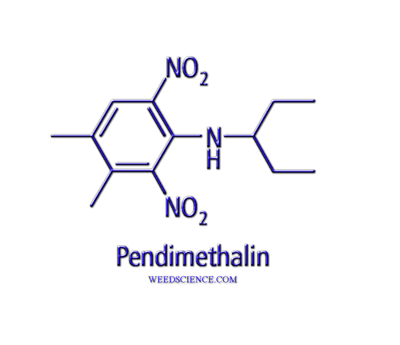 NO2
N
H
NO2
Pendimethalin
WEEDSCIENCE.COM